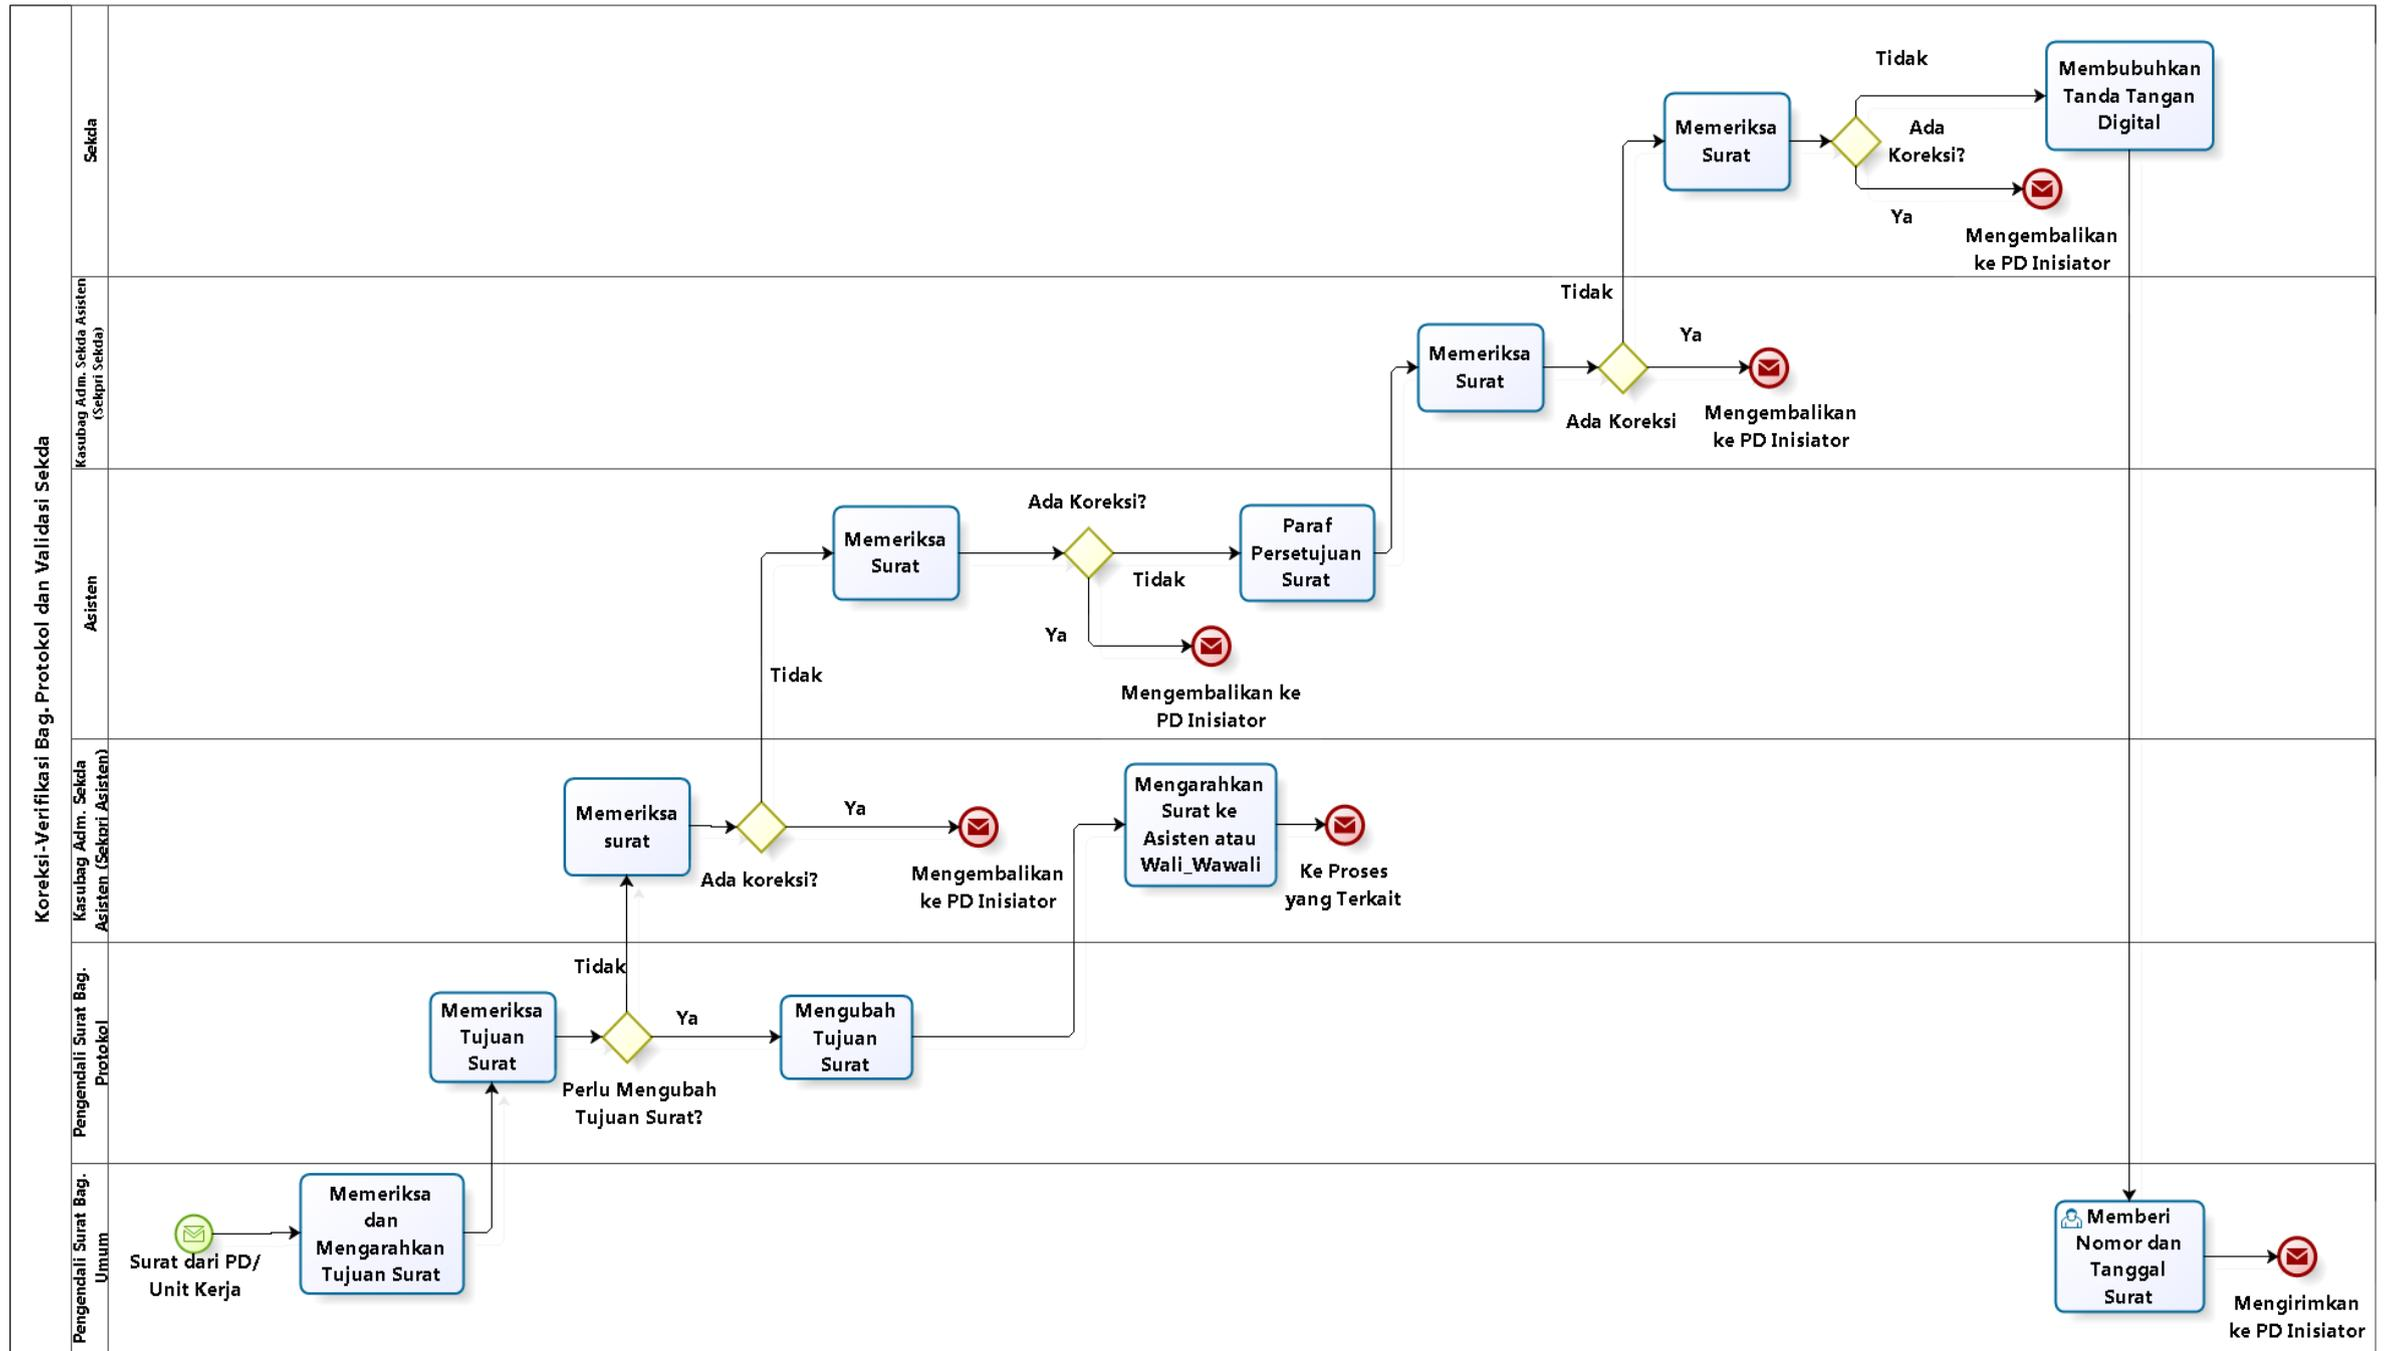 Koreksi-Verifikasi Bag. Protokol dan Validasi Sekda
Sekda
Memeriksa
Surat
Tidak
Ada
Koreksi?
Ya
Membubuhkan
Tanda Tangan
Digital
Mengembalikan
ke PD Inisiator
Kasubag Adm. Sekda Asisten
(Sekpri Sekda)
Memeriksa
Surat
Tidak
Ada Koreksi
Ya
Mengembalikan
ke PD Inisiator
Asisten
Memeriksa
Surat
Ada Koreksi?
Tidak
Ya
Paraf
Persetujuan
Surat
Mengembalikan ke
PD Inisiator
Tidak
Kasubag Adm. Sekda
Asisten (Sekpri Asisten)
Memeriksa
surat
Ada koreksi?
Ya
Mengembalikan
ke PD Inisiator
Mengarahkan
Surat ke
Asisten atau
Wali_Wawali
Ke Proses
yang Terkait
Pengendali Surat Bag.
Protokol
Memeriksa
Tujuan
Surat
Tidak
Perlu Mengubah
Tujuan Surat?
Ya
Mengubah
Tujuan
Surat
Pengendali Surat Bag.
Umum
Surat dari PD/
Unit Kerja
Memeriksa
dan
Mengarahkan
Tujuan Surat
Memberi
Nomor dan
Tanggal
Surat
Mengirimkan
ke PD Inisiator